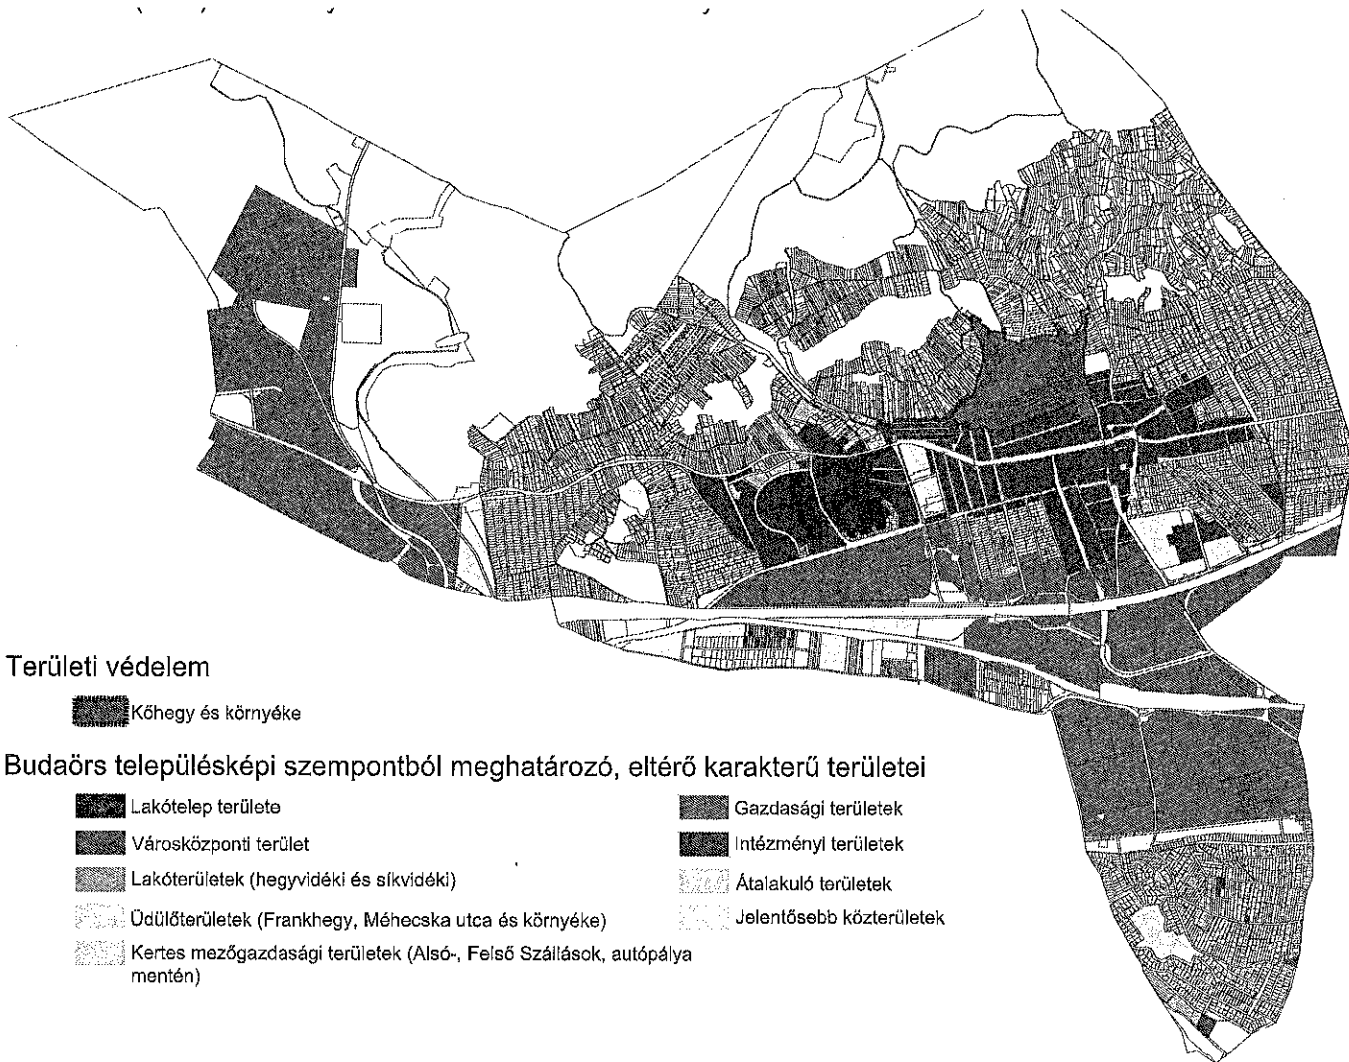 Területi védelem
Kőhegy és környéke
Budaörs településképi szempontból meghatározó, eltérő karakterű területei
Lakótelep területe
Városközponti terület
Lakóterületek (hegyvidéki és síkvidéki)
Üdülőterületek (Frankhegy, Méhecska utca és környéke)
Kertes mezőgazdasági területek (Alsó-, Felső Szállások, autópálya
mentén)
Gazdasági területek
Intézményi területek
Átalakuló területek
Jelentősebb közterületek